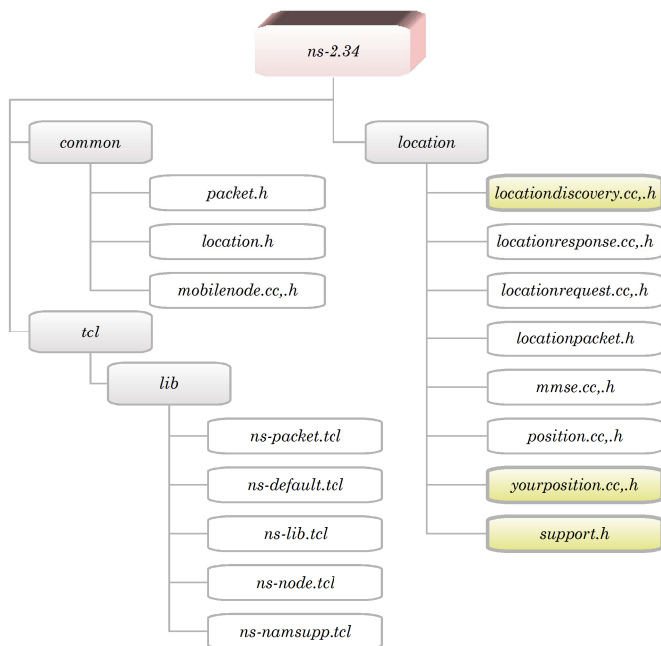 ns-2.34
common
packet.h
location.h
mobilenode.cc,.h
tcl
lib
ns-packet.tcl
ns-default.tcl
ns-lib.tcl
ns-node.tcl
ns-namsupp.tcl
location
locationdiscovery.cc,.h
locationresponse.cc,.h
locationrequest.cc,.h
locationpacket.h
mmse.cc,.h
position.cc,.h
yourposition.cc,.h
support.h